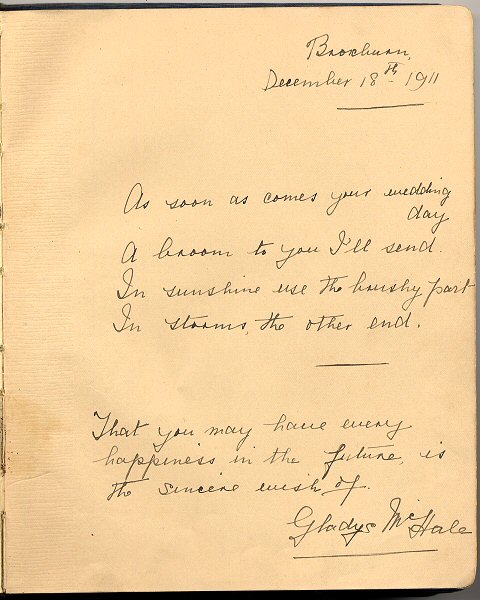 Broxburn,
December 18th 1911
As soon as comes your wedding
day
A broom to you I'll send.
In sunshine use the brushy part
In storms, the other end.
That you may have every
happiness in the future, is
the sincere wish of.
Gladys McHale